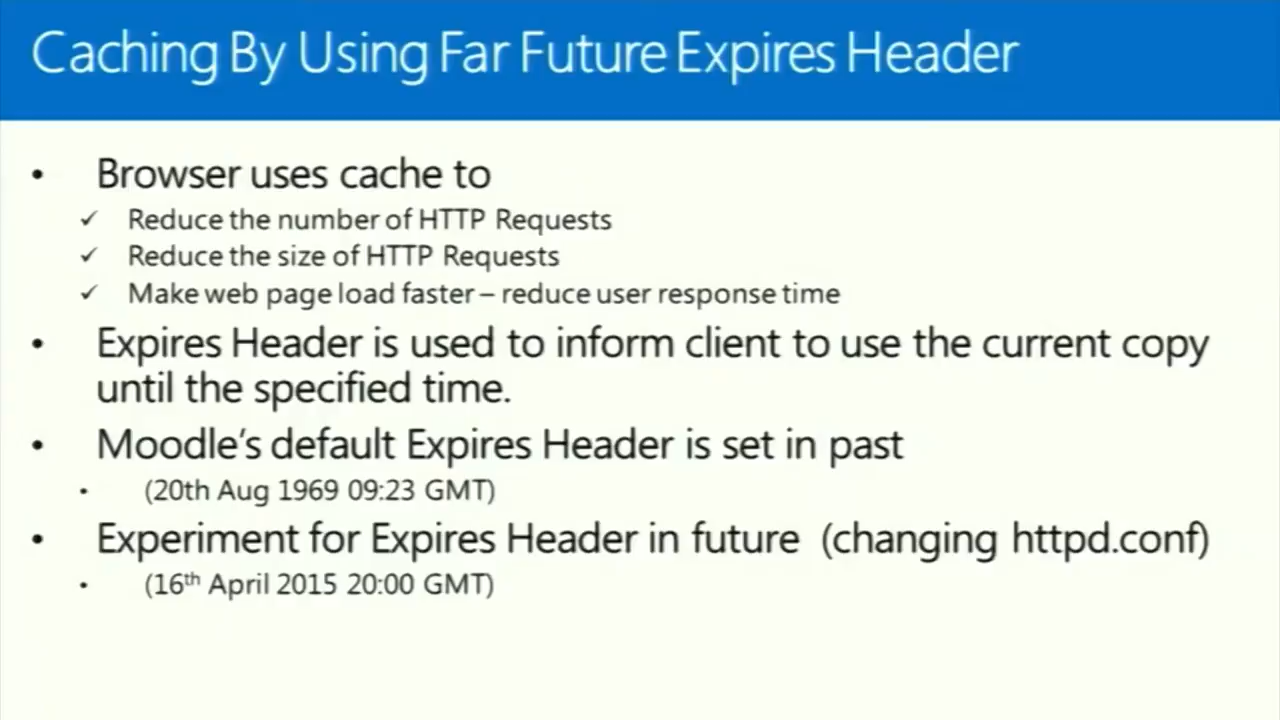 Caching By Using Far Future Expires Header
• Browser uses cache to
✓ Reduce the number of HTTP Requests
✓ Reduce the size of HTTP Requests
✓ Make web page load faster – reduce user response time
• Expires Header is used to inform client to use the current copy
until the specified time.
• Moodle's default Expires Header is set in past
• (20th Aug 1969 09:23 GMT)
• Experiment for Expires Header in future (changing httpd.conf)
• (16th April 2015 20:00 GMT)